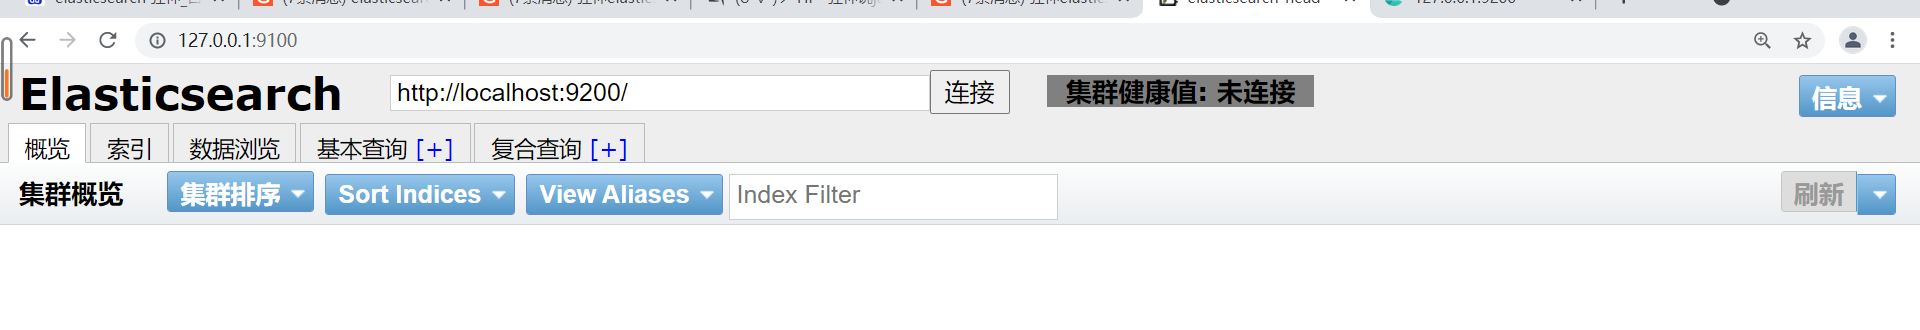 127.0.0.1:9100
Elasticsearch http://localhost:9200/ 连接 集群健康值: 未连接 信息
概览 索引 数据浏览 基本查询 [+] 复合查询 [+]
集群概览 集群排序 Sort Indices View Aliases Index Filter 刷新